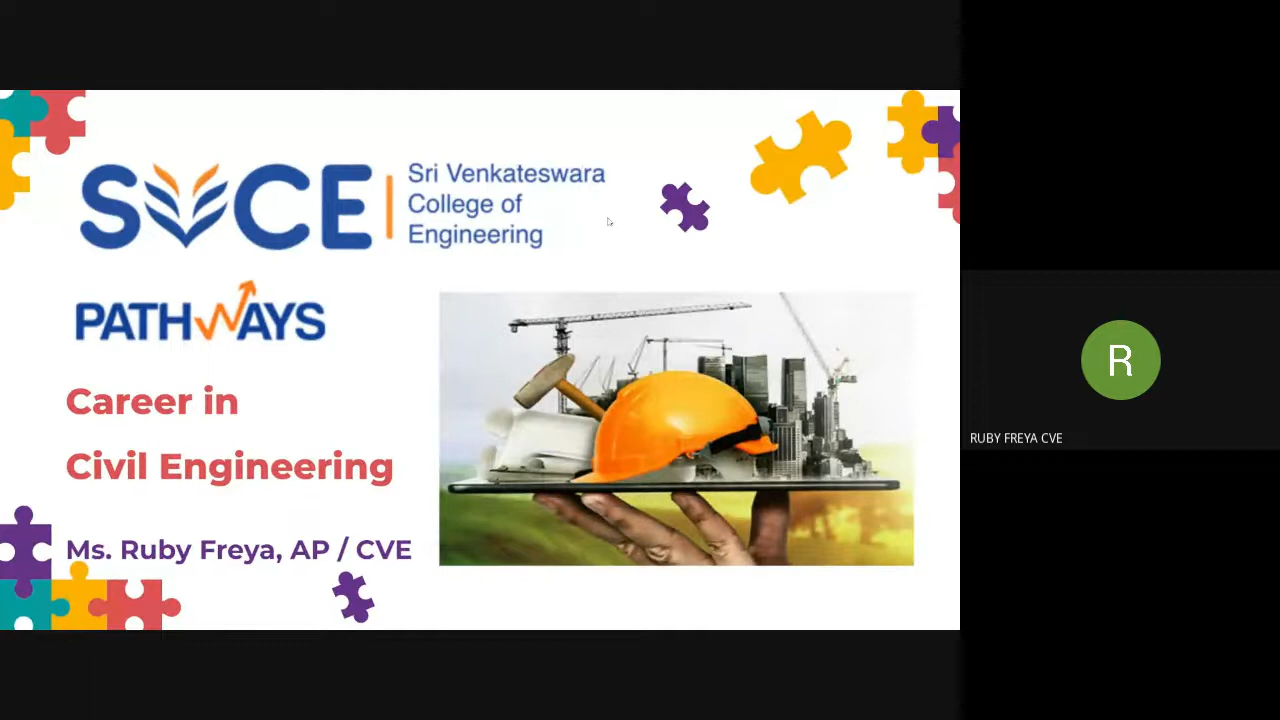 SVCE
Sri Venkateswara
College of
Engineering
PATHWAYS
Career in
Civil Engineering
Ms. Ruby Freya, AP / CVE
R
RUBY FREYA CVE